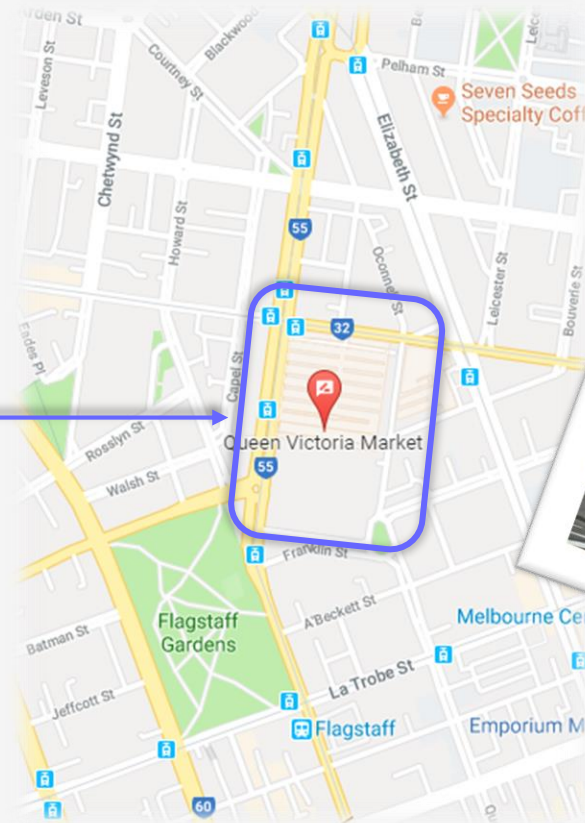 Leveson St
Courtney St
Blackwood
Pelham St
Seven Seeds
Specialty Coff
Chetwynd St
Elizabeth St
Howard St
55
Oconnell St
Leicester St
Bouverie St
32
Capel St
Queen Victoria Market
Rosslyn St
55
Walsh St
Franklin St
Flagstaff
Gardens
A'Beckett St
Melbourne Ce
Batman St
La Trobe St
Jeffcott St
Flagstaff
Emporium M
60